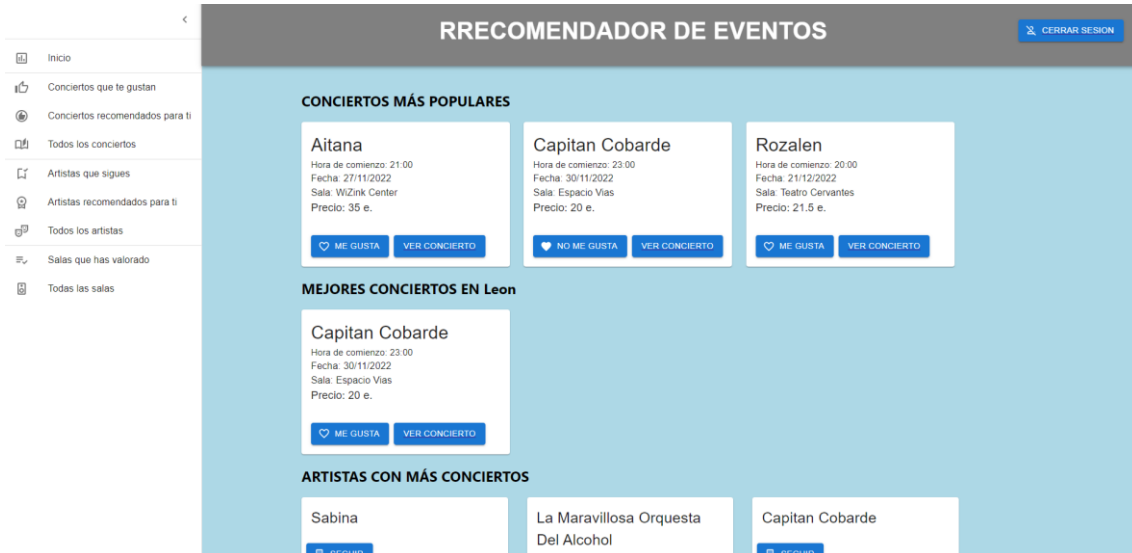 RRECOMENDADOR DE EVENTOS
CERRAR SESION
Inicio
Conciertos que te gustan
Conciertos recomendados para ti
Todos los conciertos
Artistas que sigues
Artistas recomendados para ti
Todos los artistas
Salas que has valorado
Todas las salas
CONCIERTOS MÁS POPULARES
Aitana
Hora de comienzo: 21:00
Fecha: 27/11/2022
Sala: WiZink Center
Precio: 35 e.
ME GUSTA VER CONCIERTO
Capitan Cobarde
Hora de comienzo: 23:00
Fecha: 30/11/2022
Sala: Espacio Vias
Precio: 20 e.
NO ME GUSTA VER CONCIERTO
Rozalen
Hora de comienzo: 20:00
Fecha: 21/12/2022
Sala: Teatro Cervantes
Precio: 21.5 e.
ME GUSTA VER CONCIERTO
MEJORES CONCIERTOS EN Leon
Capitan Cobarde
Hora de comienzo: 23:00
Fecha: 30/11/2022
Sala: Espacio Vias
Precio: 20 e.
ME GUSTA VER CONCIERTO
ARTISTAS CON MÁS CONCIERTOS
Sabina
SEGUIR
La Maravillosa Orquesta
Del Alcohol
Capitan Cobarde
SEGUIR